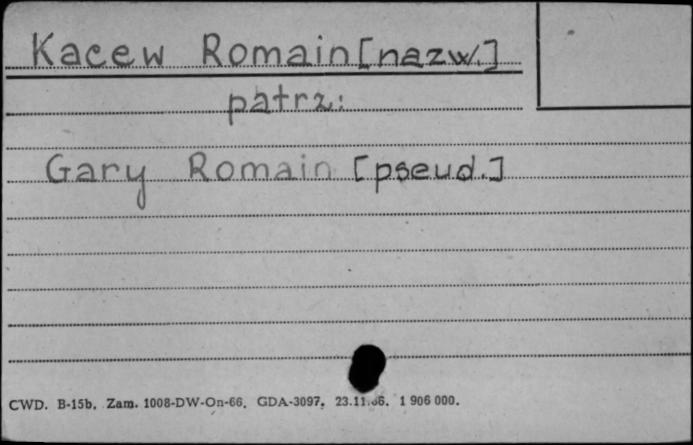 Kacew Romain [nazw.]
patrz:
Gary Romain [pseud.]
CWD. B-15b. Zam. 1008-DW-On-66. GDA-3097. 23.11.66. 1 906 000.